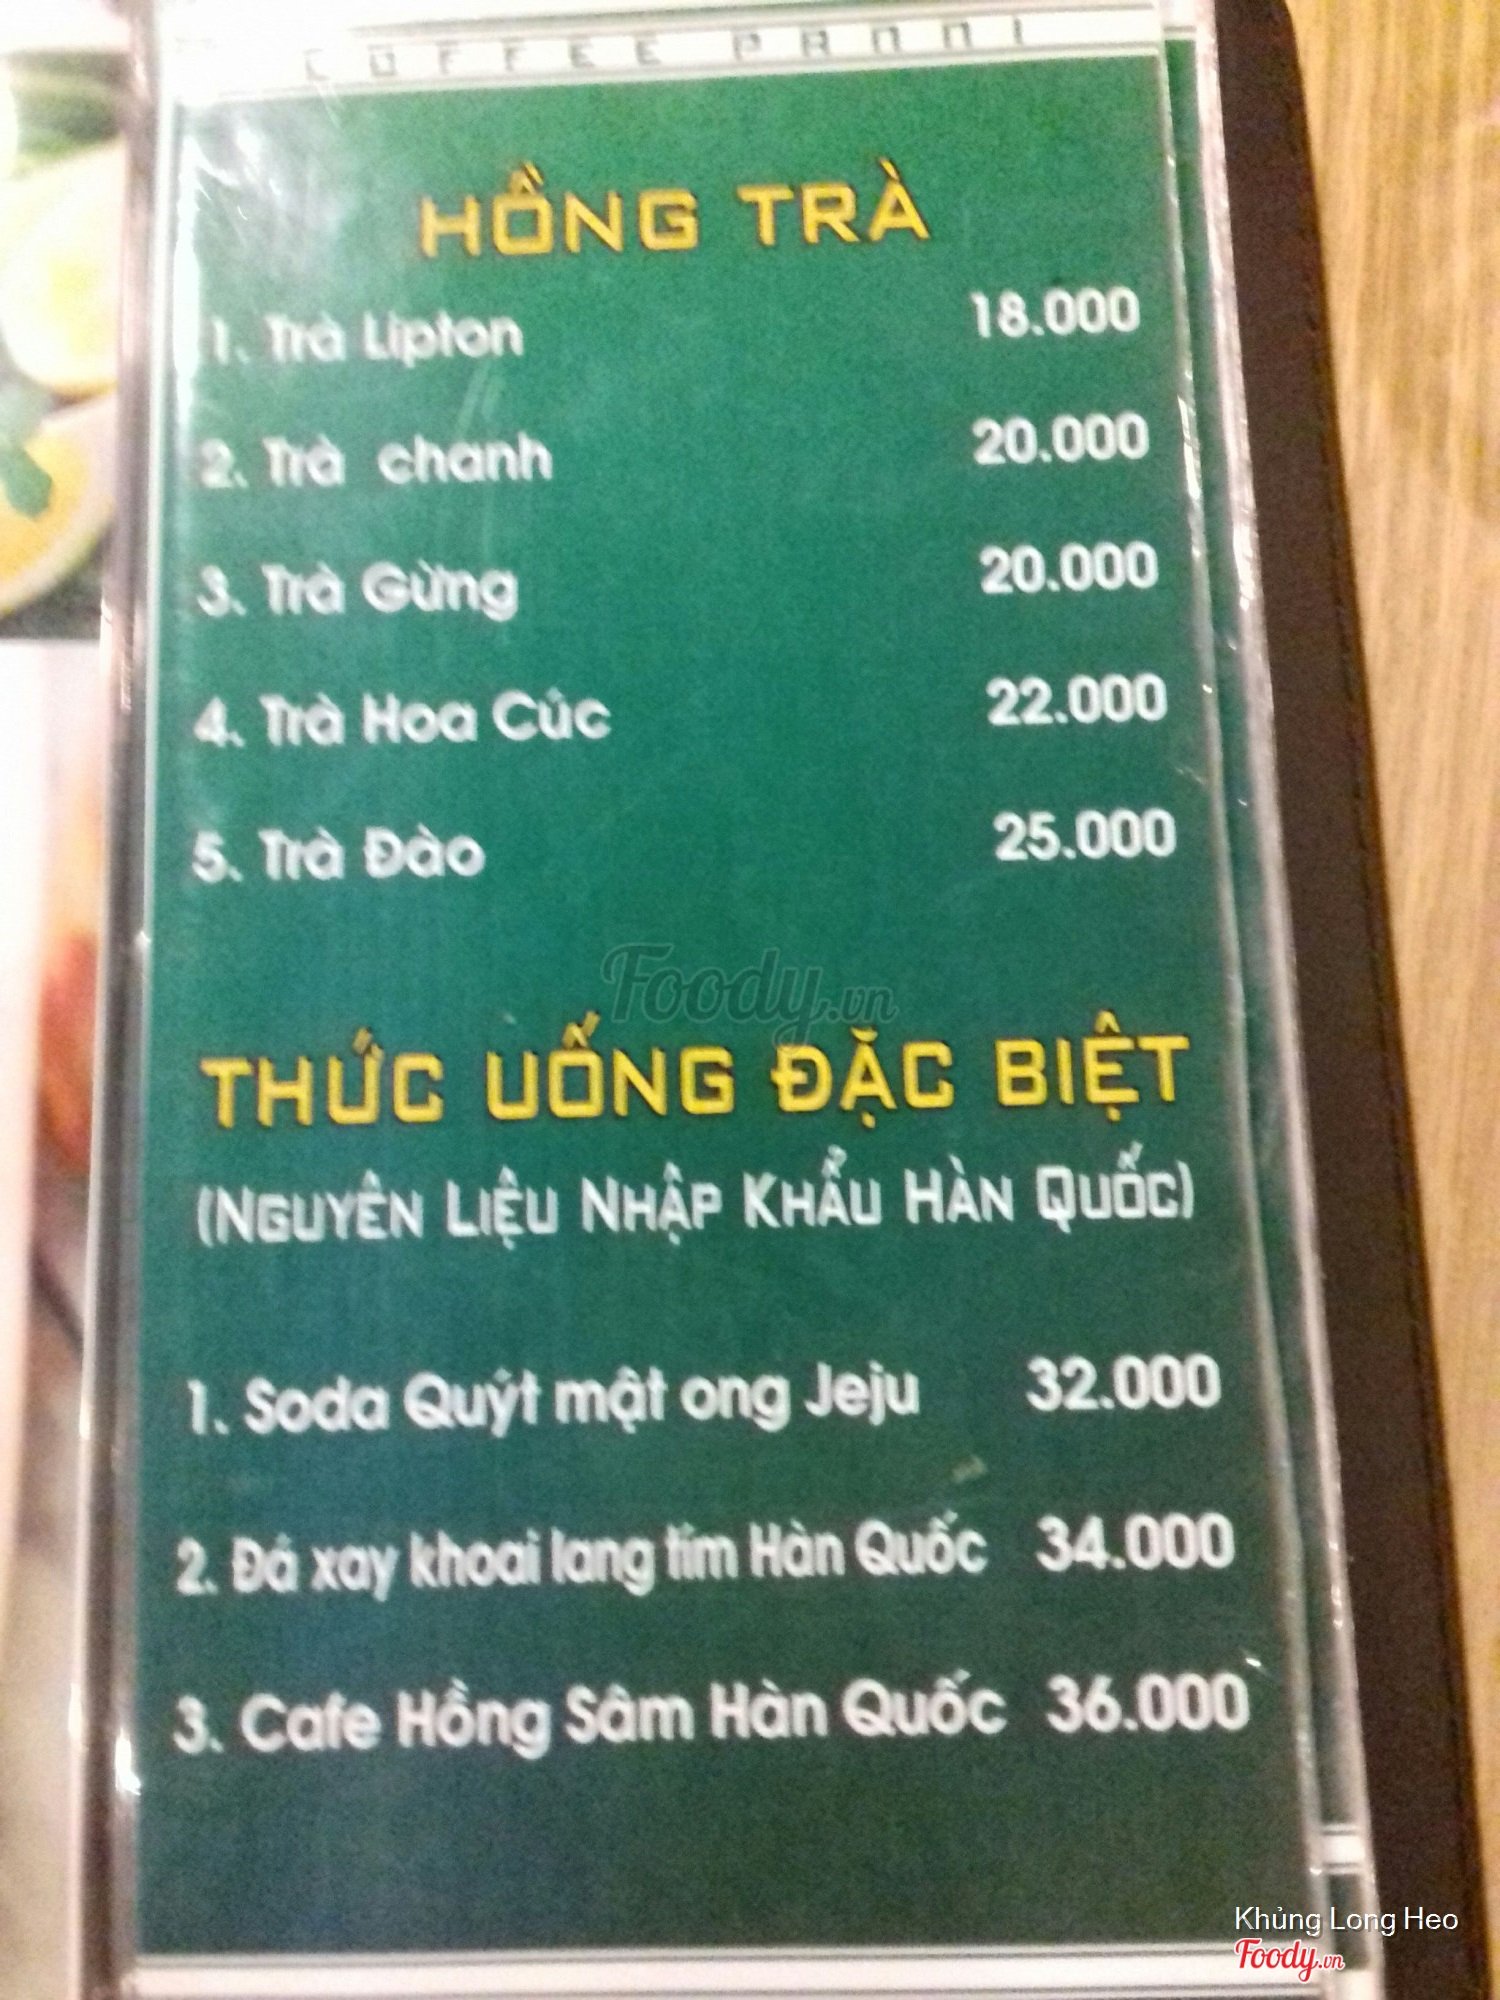 COFFEE PANNI
HỒNG TRÀ
1. Trà Lipton 18.000
2. Trà chanh 20.000
3. Trà Gừng 20.000
4. Trà Hoa Cúc 22.000
5. Trà Đào 25.000
Foody.vn
THỨC UỐNG ĐẶC BIỆT
(NGUYÊN LIỆU NHẬP KHẨU HÀN QUỐC)
1. Soda Quýt mật ong Jeju 32.000
2. Đá xay khoai lang tím Hàn Quốc 34.000
3. Cafe Hồng Sâm Hàn Quốc 36.000
Khủng Long Heo
Foody.vn